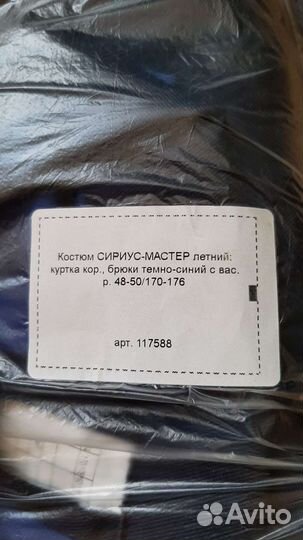 Костюм СИРИУС-МАСТЕР летний:
куртка кор., брюки темно-синий с вас.
р. 48-50/170-176
арт. 117588
Avito